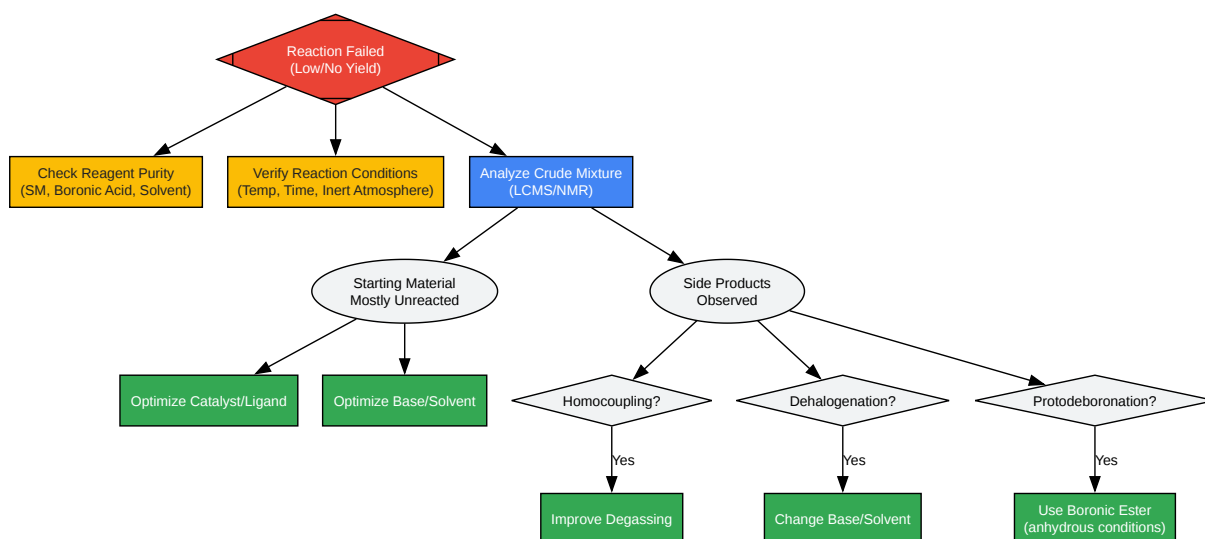 Reaction Failed
(Low/No Yield)
Check Reagent Purity
(SM, Boronic Acid, Solvent)
Verify Reaction Conditions
(Temp, Time, Inert Atmosphere)
Analyze Crude Mixture
(LCMS/NMR)
Starting Material
Mostly Unreacted
Side Products
Observed
Optimize Catalyst/Ligand
Optimize Base/Solvent
Homocoupling?
Dehalogenation?
Protodeboronation?
Yes
Yes
Yes
Improve Degassing
Change Base/Solvent
Use Boronic Ester
(anhydrous conditions)